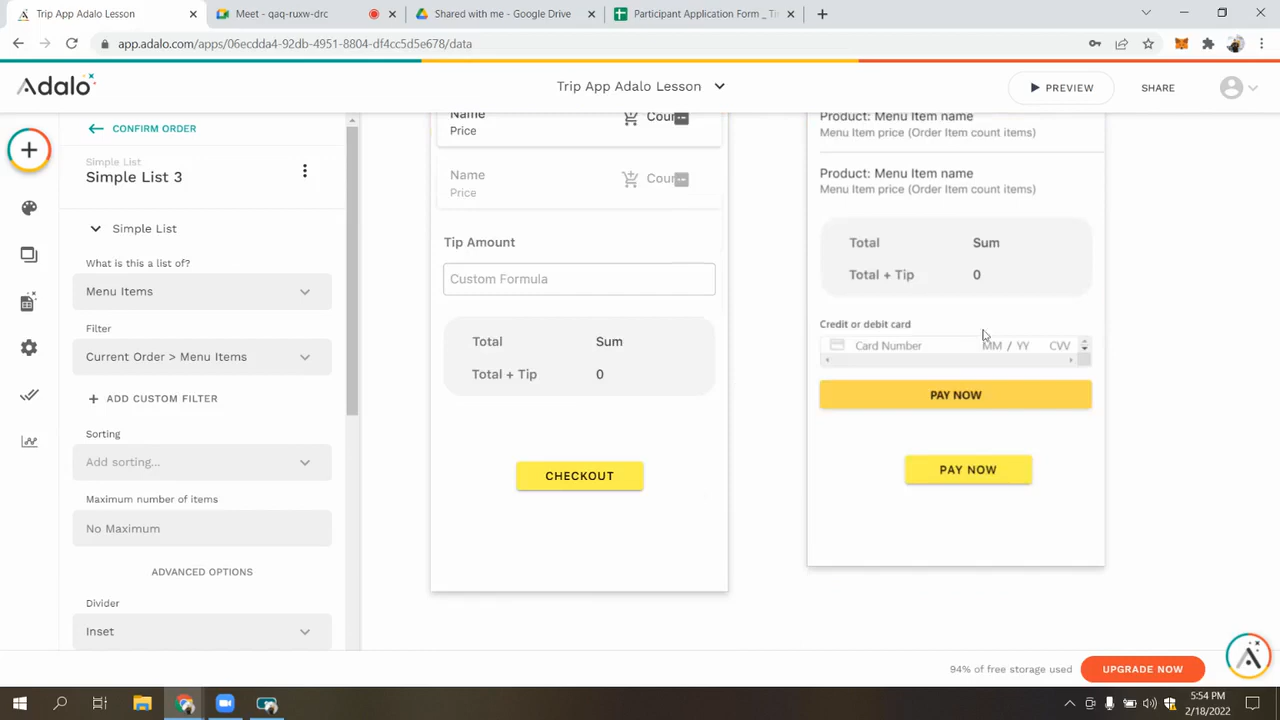 Trip App Adalo Lesson
Meet - qaq-ruxw-drc
Shared with me - Google Drive
Participant Application Form _ Ti
app.adalo.com/apps/06ecdda4-92db-4951-8804-df4cc5d5e678/data
Adalo
Trip App Adalo Lesson
PREVIEW
SHARE
CONFIRM ORDER
Simple List
Simple List 3
Simple List
What is this a list of?
Menu Items
Filter
Current Order > Menu Items
+ ADD CUSTOM FILTER
Sorting
Add sorting...
Maximum number of items
No Maximum
ADVANCED OPTIONS
Divider
Inset
Name
Price
Coun
Name
Price
Coun
Tip Amount
Custom Formula
Total Sum
Total + Tip 0
CHECKOUT
Product: Menu Item name
Menu Item price (Order Item count items)
Product: Menu Item name
Menu Item price (Order Item count items)
Total Sum
Total + Tip 0
Credit or debit card
Card Number MM / YY CVV
PAY NOW
PAY NOW
94% of free storage used
UPGRADE NOW
5:54 PM
2/18/2022